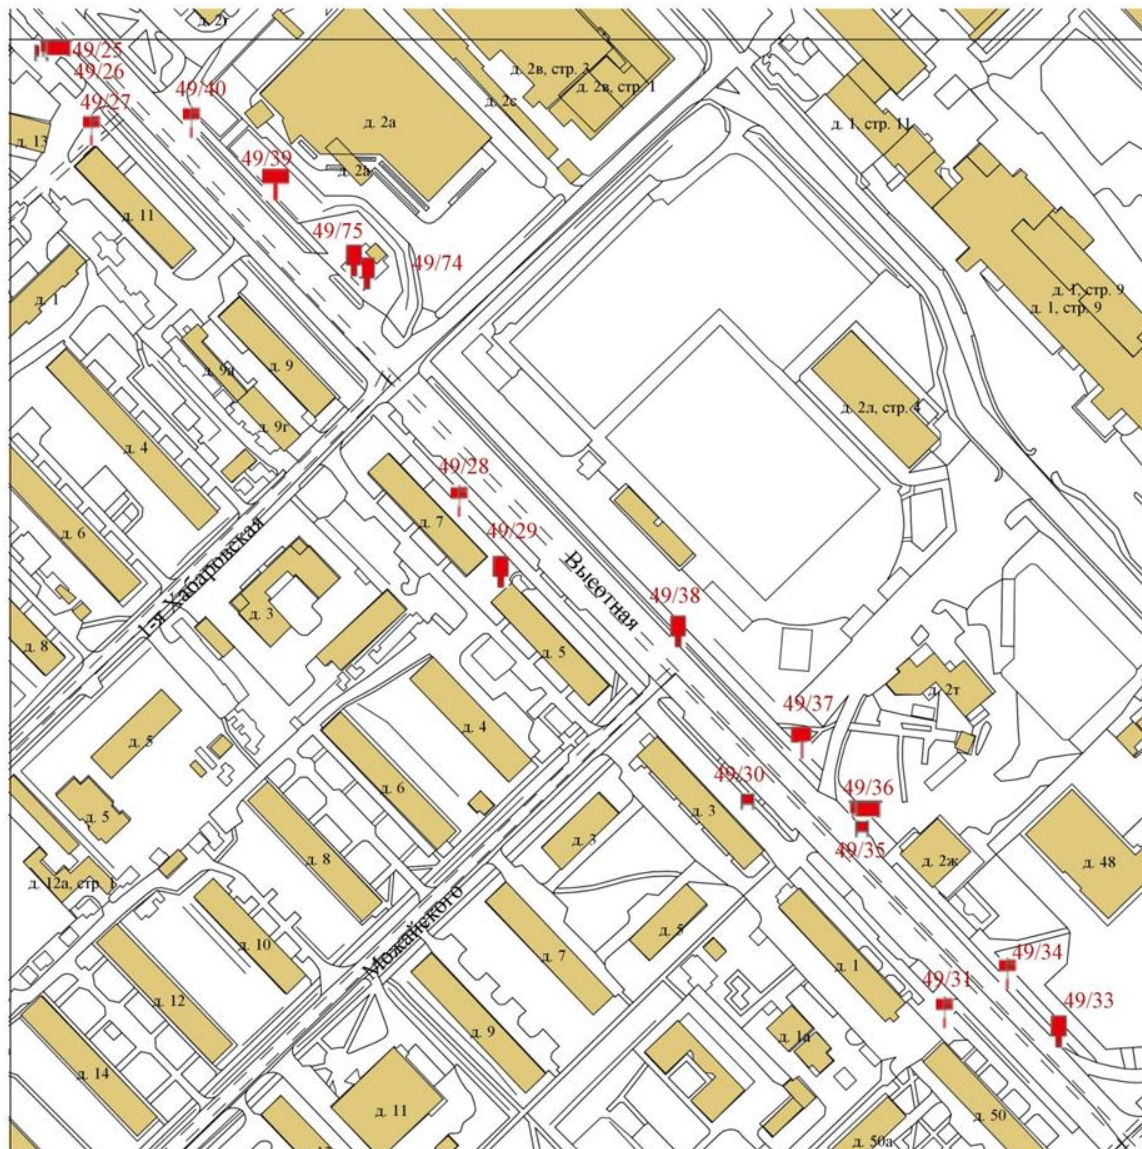 д. 2г
49/25
49/26
49/27
49/40
д. 13
49/39
д. 11
д. 2а
д. 2а
д. 2с
д. 2в, стр. 3
д. 2в, стр. 1
д. 1, стр. 11
49/75
49/74
д. 1
д. 1, стр. 9
д. 1, стр. 9
д. 9а
д. 9
д. 9г
д. 4
д. 6
д. 2л, стр. 4
49/28
д. 7
49/29
1-я Хабаровская
Высотная
49/38
д. 3
д. 8
д. 5
д. 4
д. 2т
49/37
д. 5
д. 6
49/30
49/36
49/35
д. 3
д. 5
д. 3
д. 8
д. 2ж
д. 48
д. 12а, стр. 1
Можайского
д. 10
д. 7
д. 5
д. 1
49/34
49/31
49/33
д. 12
д. 9
д. 1а
д. 14
д. 11
д. 50
д. 50а